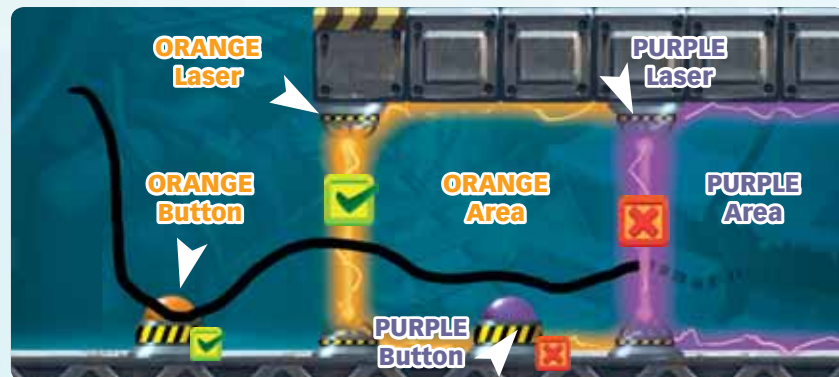 ORANGE
Laser
PURPLE
Laser
ORANGE
Button
ORANGE
Area
PURPLE
Area
PURPLE
Button